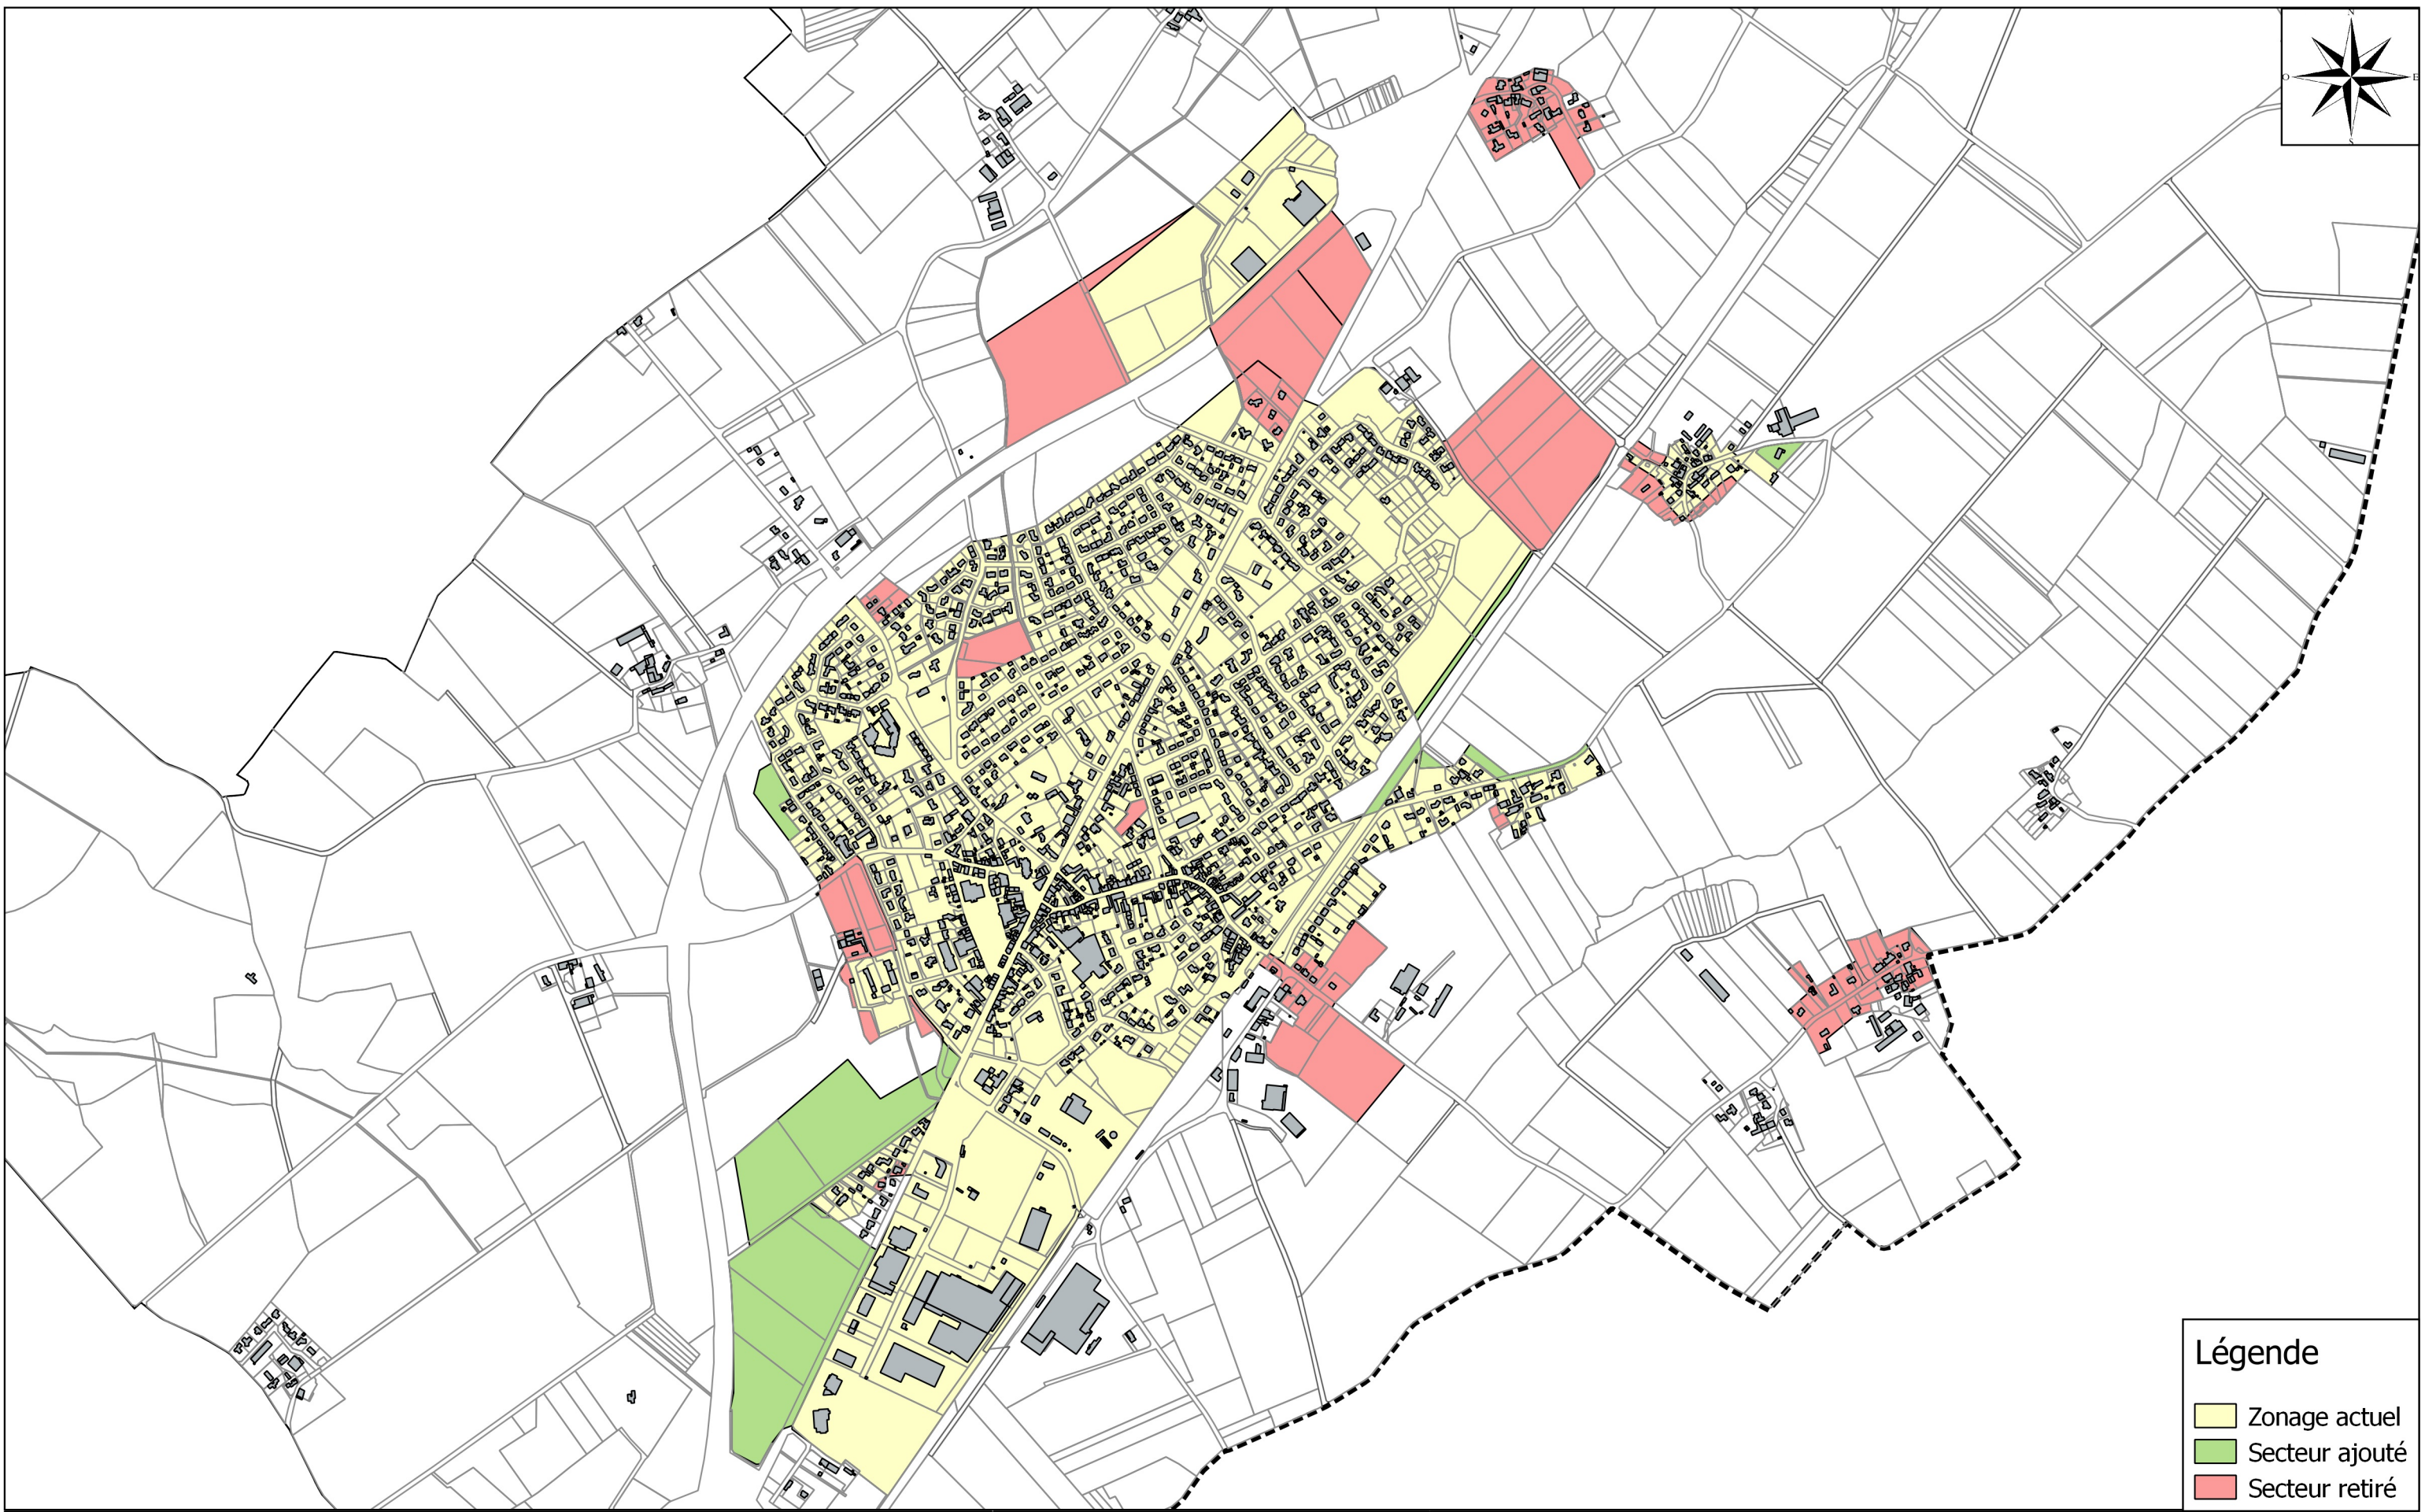 N
O
E
S
Légende
Zonage actuel
Secteur ajouté
Secteur retiré